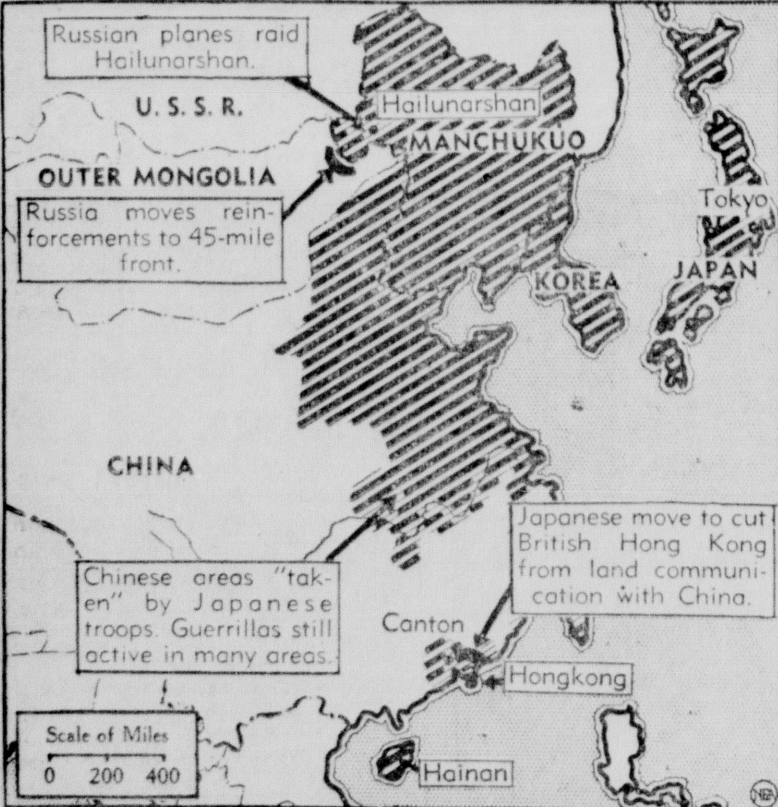 Russian planes raid
Hailunarshan.
U. S. S. R.
Hailunarshan
MANCHUKUO
OUTER MONGOLIA
Russia moves rein-
forcements to 45-mile
front.
Tokyo
KOREA
JAPAN
CHINA
Japanese move to cut
British Hong Kong
from land communi-
cation with China.
Chinese areas "tak-
en" by Japanese
troops. Guerrillas still
active in many areas.
Canton
Hongkong
Scale of Miles
0 200 400
Hainan
NEA